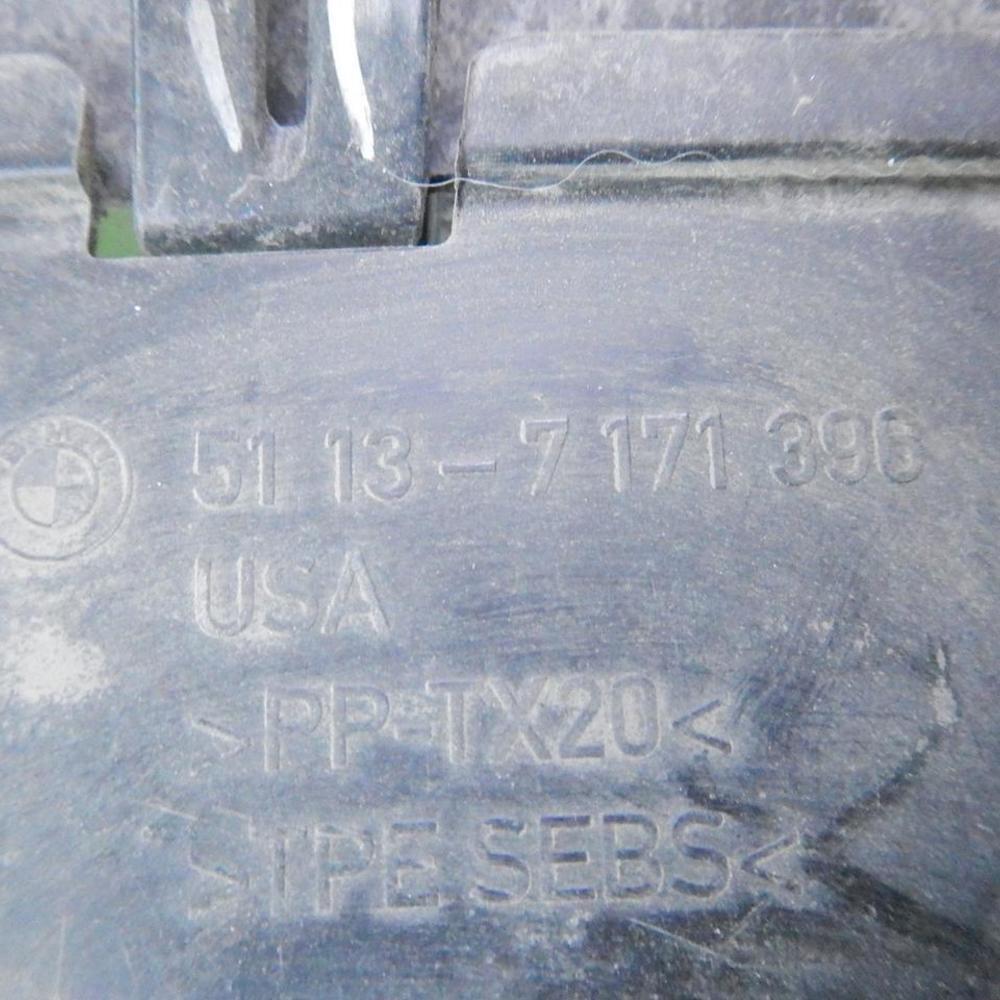 51 13 - 7 171 396
USA
>PP-TX20<
>TPE SEBS<